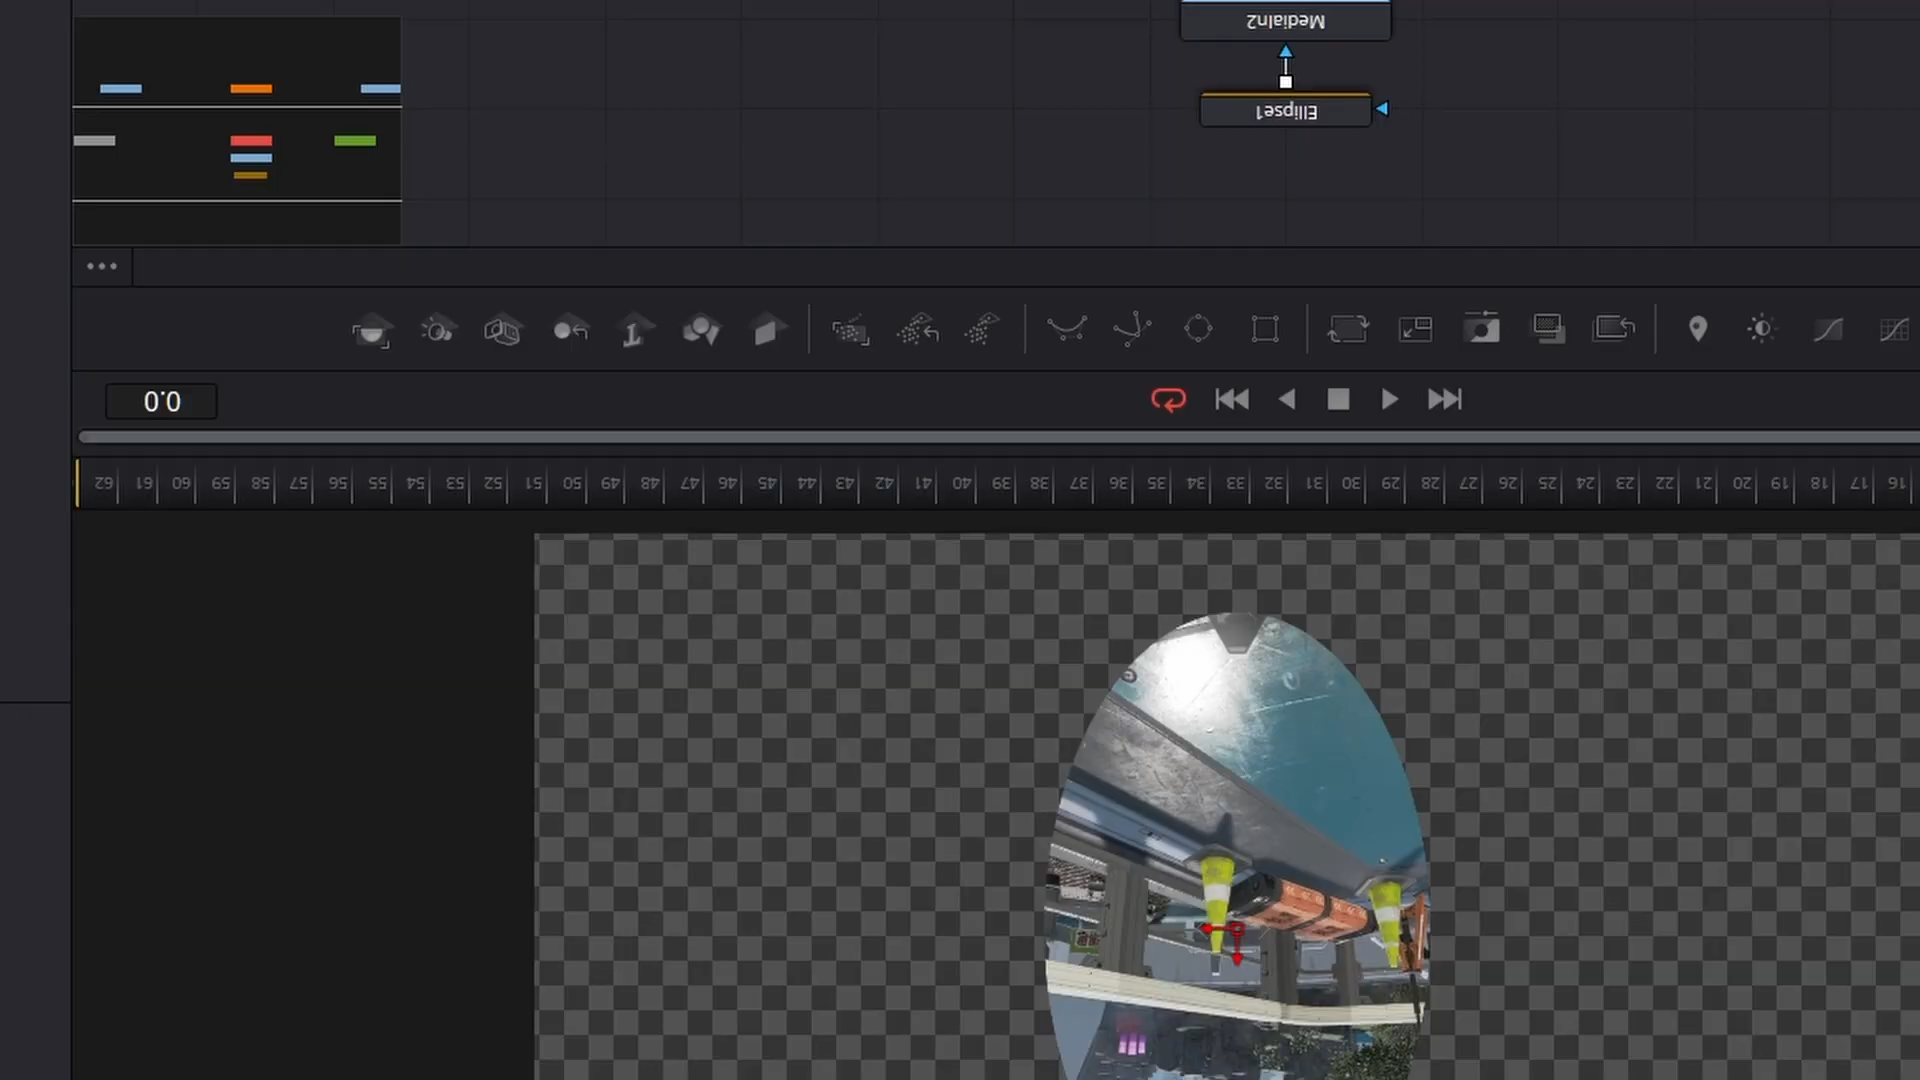 16 17 18 19 20 21 22 23 24 25 26 27 28 29 30 31 32 33 34 35 36 37 38 39 40 41 42 43 44 45 46 47 48 49 50 51 52 53 54 55 56 57 58 59 60 61 62
0.0
Ellipse1
MediaIn2